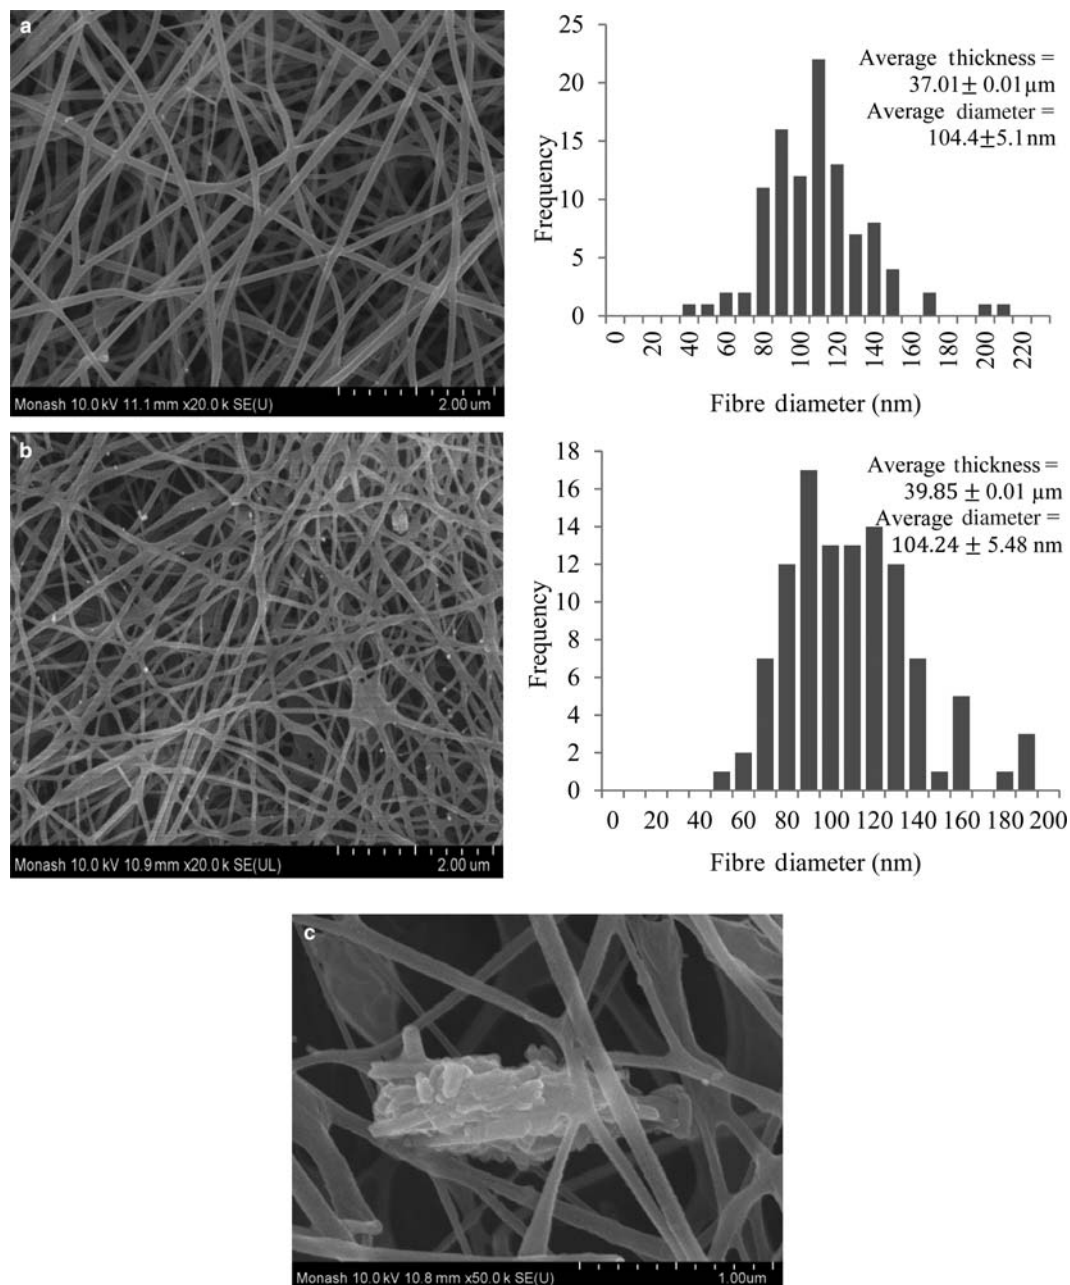 a
Monash 10.0 kV 11.1 mm x20.0 k SE(U)
2.00 um
25
20
15
10
5
0
Frequency
Average thickness =
37.01± 0.01 µm
Average diameter =
104.4±5.1 nm
0 20 40 60 80 100 120 140 160 180 200 220
Fibre diameter (nm)
b
Monash 10.0 kV 10.9 mm x20.0 k SE(UL)
2.00 um
18
16
14
12
10
8
6
4
2
0
Frequency
Average thickness =
39.85 ± 0.01 µm
Average diameter =
104.24 ± 5.48 nm
0 20 40 60 80 100 120 140 160 180 200
Fibre diameter (nm)
c
Monash 10.0 kV 10.8 mm x50.0 k SE(U)
1.00um